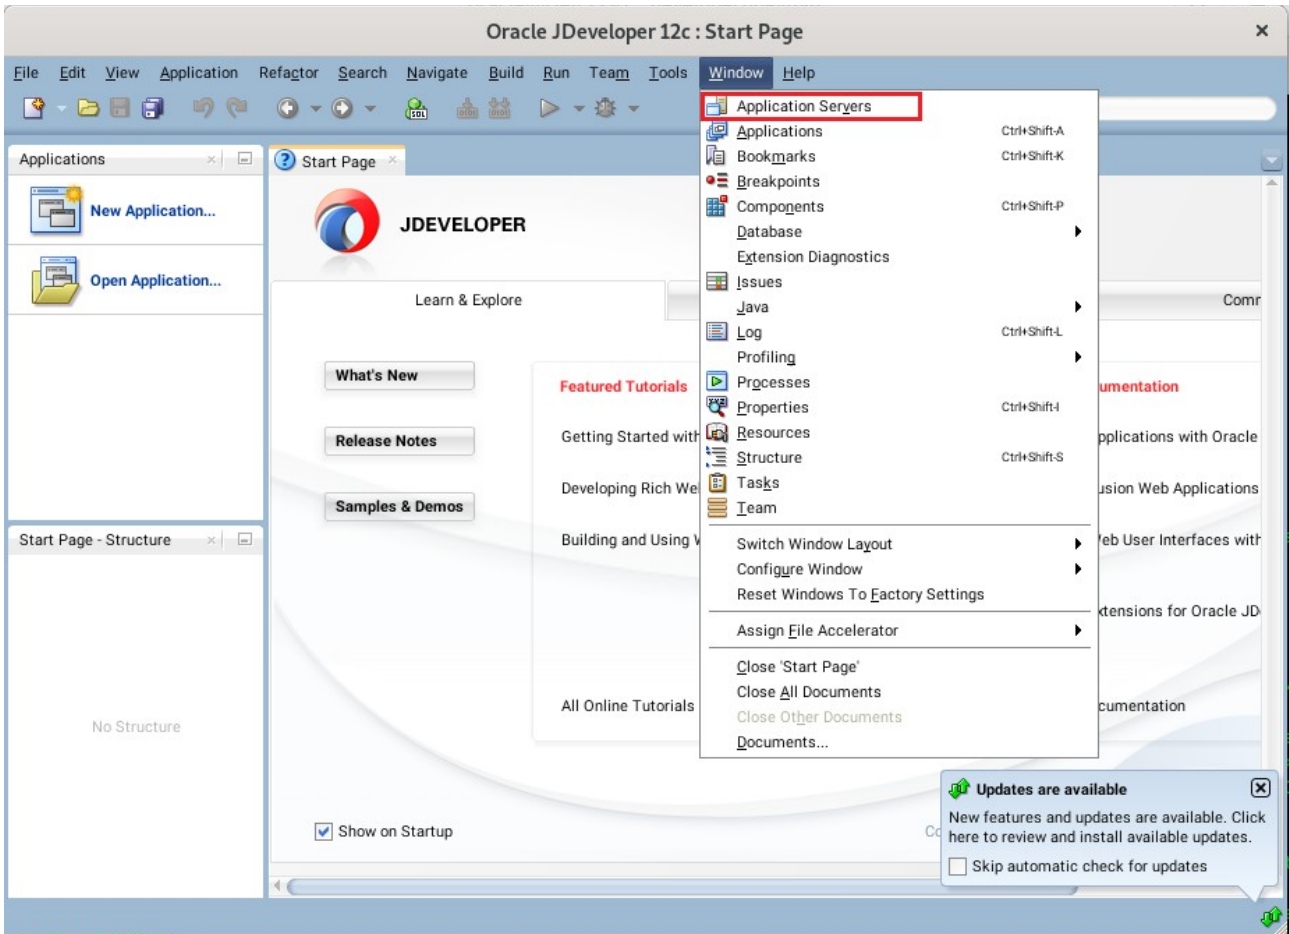 Oracle JDeveloper 12c : Start Page
File Edit View Application Refactor Search Navigate Build Run Team Tools Window Help
Applications
New Application...
Open Application...
Start Page - Structure
No Structure
Start Page
JDEVELOPER
Learn & Explore
What's New
Release Notes
Samples & Demos
Featured Tutorials
Getting Started with
Developing Rich We
Building and Using
All Online Tutorials
Show on Startup
Application Servers
Applications Ctrl+Shift-A
Bookmarks Ctrl+Shift-K
Breakpoints
Components Ctrl+Shift-P
Database
Extension Diagnostics
Issues
Java
Log Ctrl+Shift-L
Profiling
Processes
Properties Ctrl+Shift-I
Resources
Structure Ctrl+Shift-S
Tasks
Team
Switch Window Layout
Configure Window
Reset Windows To Factory Settings
Assign File Accelerator
Close 'Start Page'
Close All Documents
Close Other Documents
Documents...
Comm
umentation
pplications with Oracle
usion Web Applications
eb User Interfaces with
xtensions for Oracle JD
cumentation
Updates are available
New features and updates are available. Click
here to review and install available updates.
Skip automatic check for updates